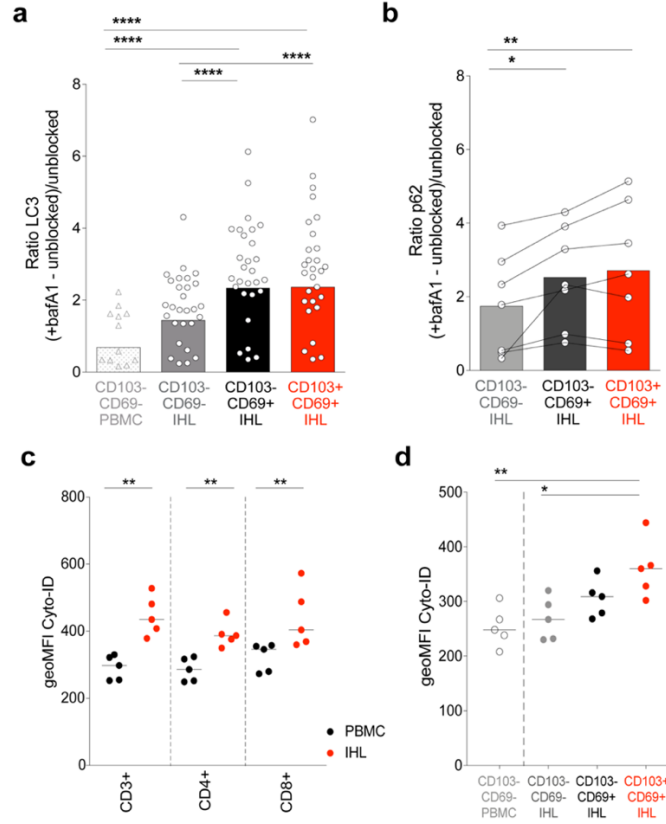 a
****
****
****
****
Ratio LC3
(+bafA1 - unblocked)/unblocked
8
6
4
2
0
CD103- CD103- CD103- CD103+
CD69- CD69- CD69+ CD69+
PBMC IHL IHL IHL
b
**
*
Ratio p62
(+bafA1 - unblocked)/unblocked
8
6
4
2
0
CD103- CD103- CD103+
CD69- CD69+ CD69+
IHL IHL IHL
c
** ** **
geoMFI Cyto-ID
800
600
400
200
0
CD3+ CD4+ CD8+
PBMC
IHL
d
**
*
geoMFI Cyto-ID
500
400
300
200
100
0
CD103- CD103- CD103- CD103+
CD69- CD69- CD69+ CD69+
PBMC IHL IHL IHL